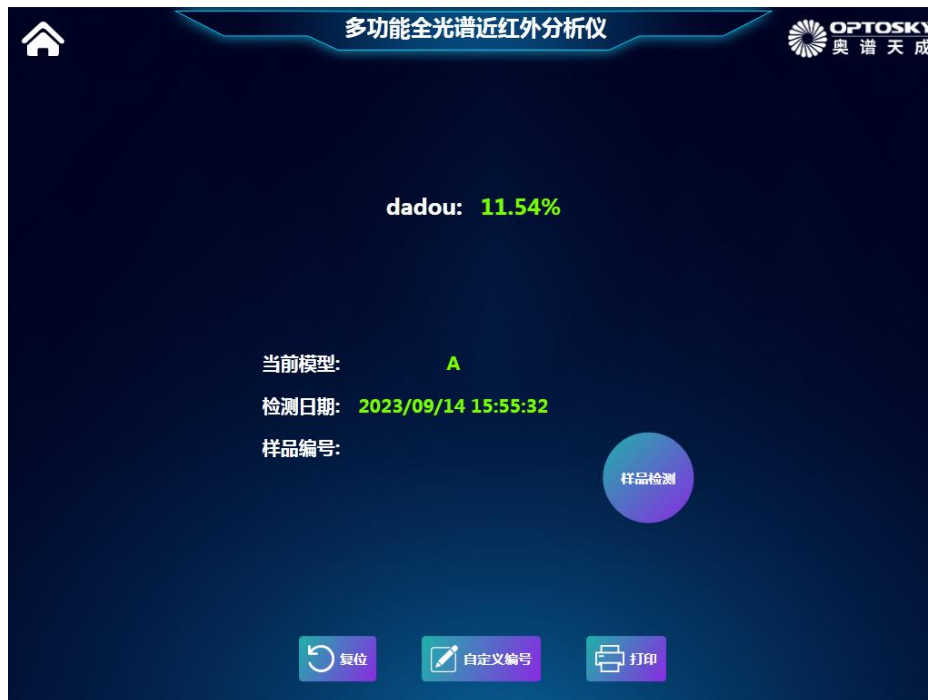 多功能全光谱近红外分析仪
OPTOSKY
奥谱天成
dadou: 11.54%
当前模型: A
检测日期: 2023/09/14 15:55:32
样品编号:
样品检测
复位
自定义编号
打印